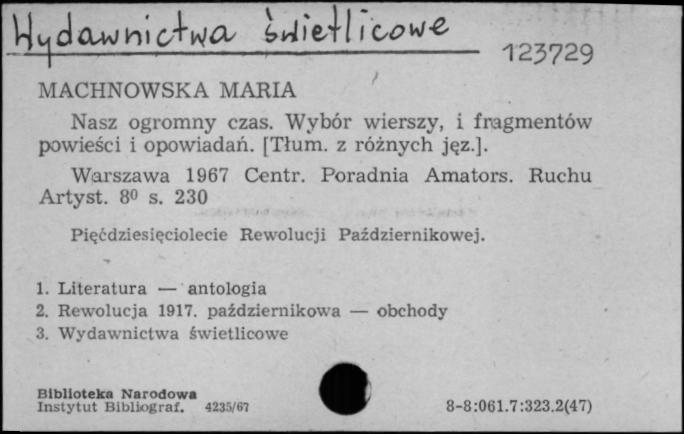 Wydawnictwa świetlicowe
123729
MACHNOWSKA MARIA
Nasz ogromny czas. Wybór wierszy, i fragmentów
powieści i opowiadań. [Tłum. z różnych jęz.].
Warszawa 1967 Centr. Poradnia Amators. Ruchu
Artyst. 8⁰ s. 230
Pięćdziesięciolecie Rewolucji Październikowej.
1. Literatura — antologia
2. Rewolucja 1917. październikowa — obchody
3. Wydawnictwa świetlicowe
Biblioteka Narodowa
Instytut Bibliograf. 4235/67
8-8:061.7:323.2(47)